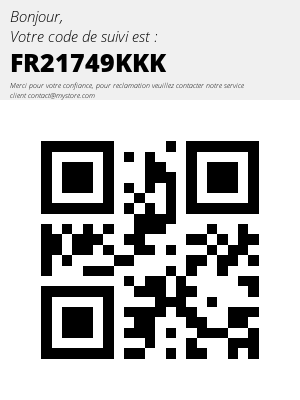 Bonjour,
Votre code de suivi est :
FR21749KKK
Merci pour votre confiance, pour reclamation veuillez contacter notre service
client contact@mystore.com